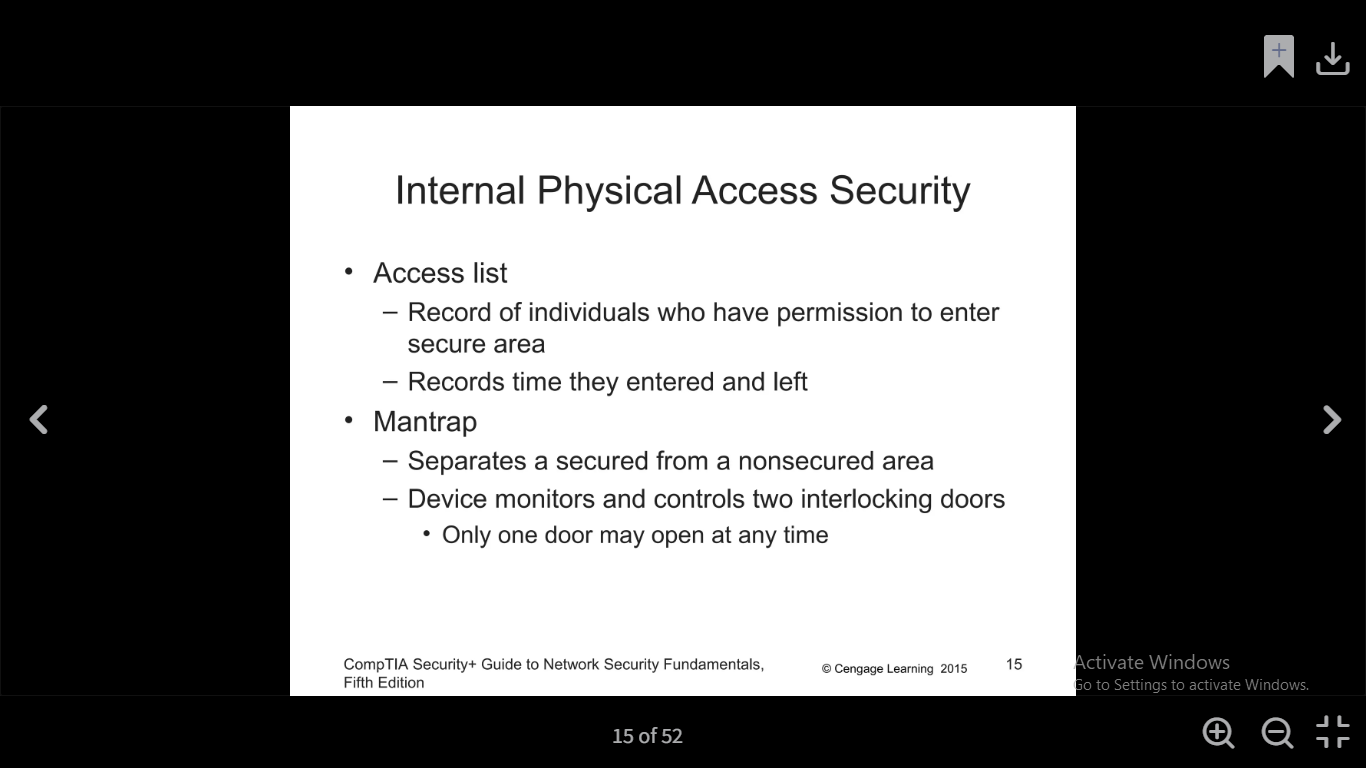 Internal Physical Access Security
• Access list
– Record of individuals who have permission to enter
secure area
– Records time they entered and left
• Mantrap
– Separates a secured from a nonsecured area
– Device monitors and controls two interlocking doors
• Only one door may open at any time
CompTIA Security+ Guide to Network Security Fundamentals,
Fifth Edition
© Cengage Learning 2015
15
Activate Windows
Go to Settings to activate Windows.
15 of 52